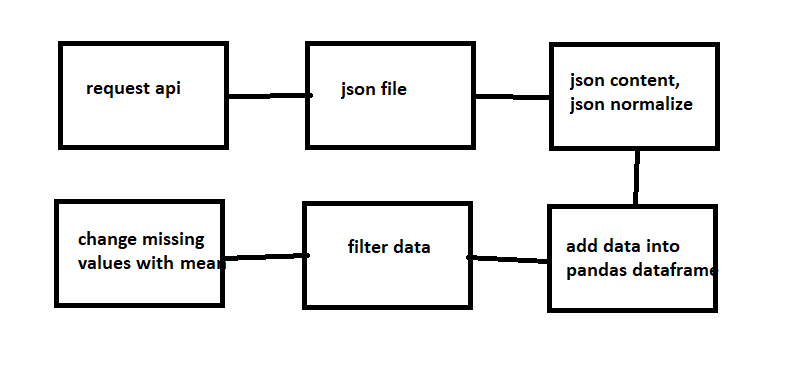 request api
json file
json content,
json normalize
add data into
pandas dataframe
filter data
change missing
values with mean